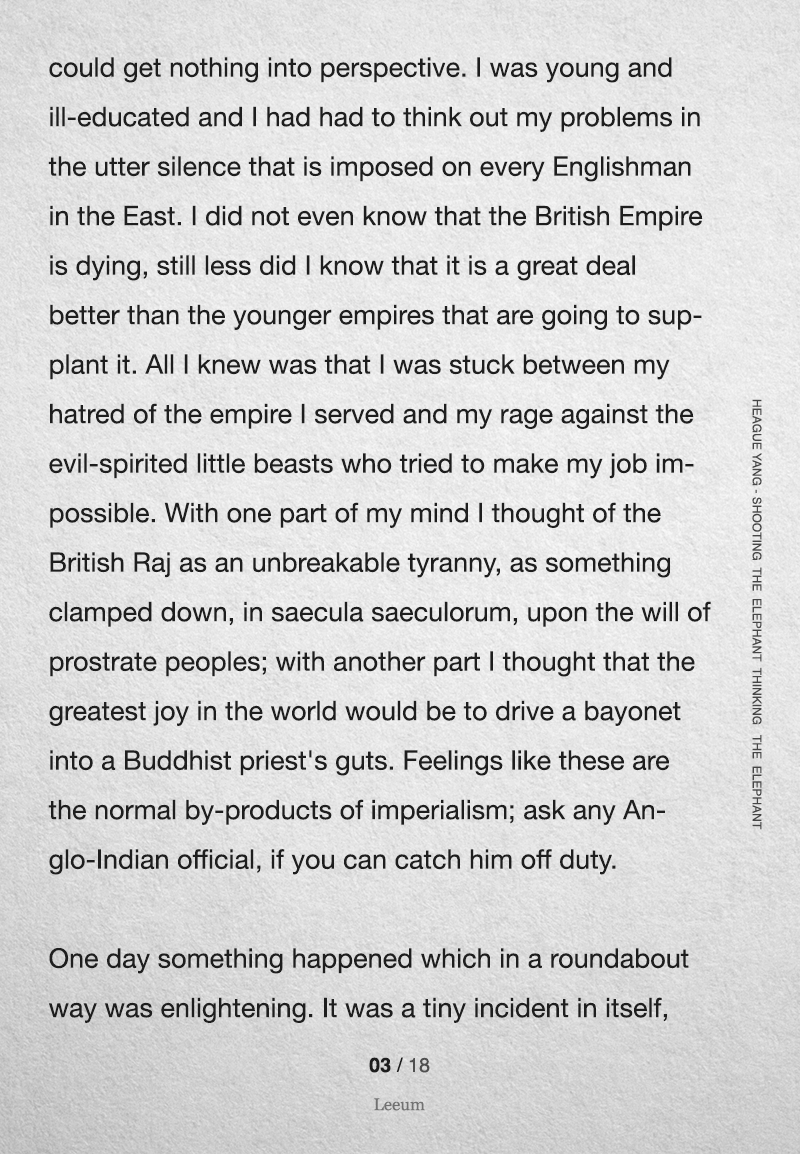 could get nothing into perspective. I was young and
ill-educated and I had had to think out my problems in
the utter silence that is imposed on every Englishman
in the East. I did not even know that the British Empire
is dying, still less did I know that it is a great deal
better than the younger empires that are going to sup-
plant it. All I knew was that I was stuck between my
hatred of the empire I served and my rage against the
evil-spirited little beasts who tried to make my job im-
possible. With one part of my mind I thought of the
British Raj as an unbreakable tyranny, as something
clamped down, in saecula saeculorum, upon the will of
prostrate peoples; with another part I thought that the
greatest joy in the world would be to drive a bayonet
into a Buddhist priest's guts. Feelings like these are
the normal by-products of imperialism; ask any An-
glo-Indian official, if you can catch him off duty.
One day something happened which in a roundabout
way was enlightening. It was a tiny incident in itself,
03 / 18
Leeum
HEAGUE YANG - SHOOTING THE ELEPHANT THINKING THE ELEPHANT